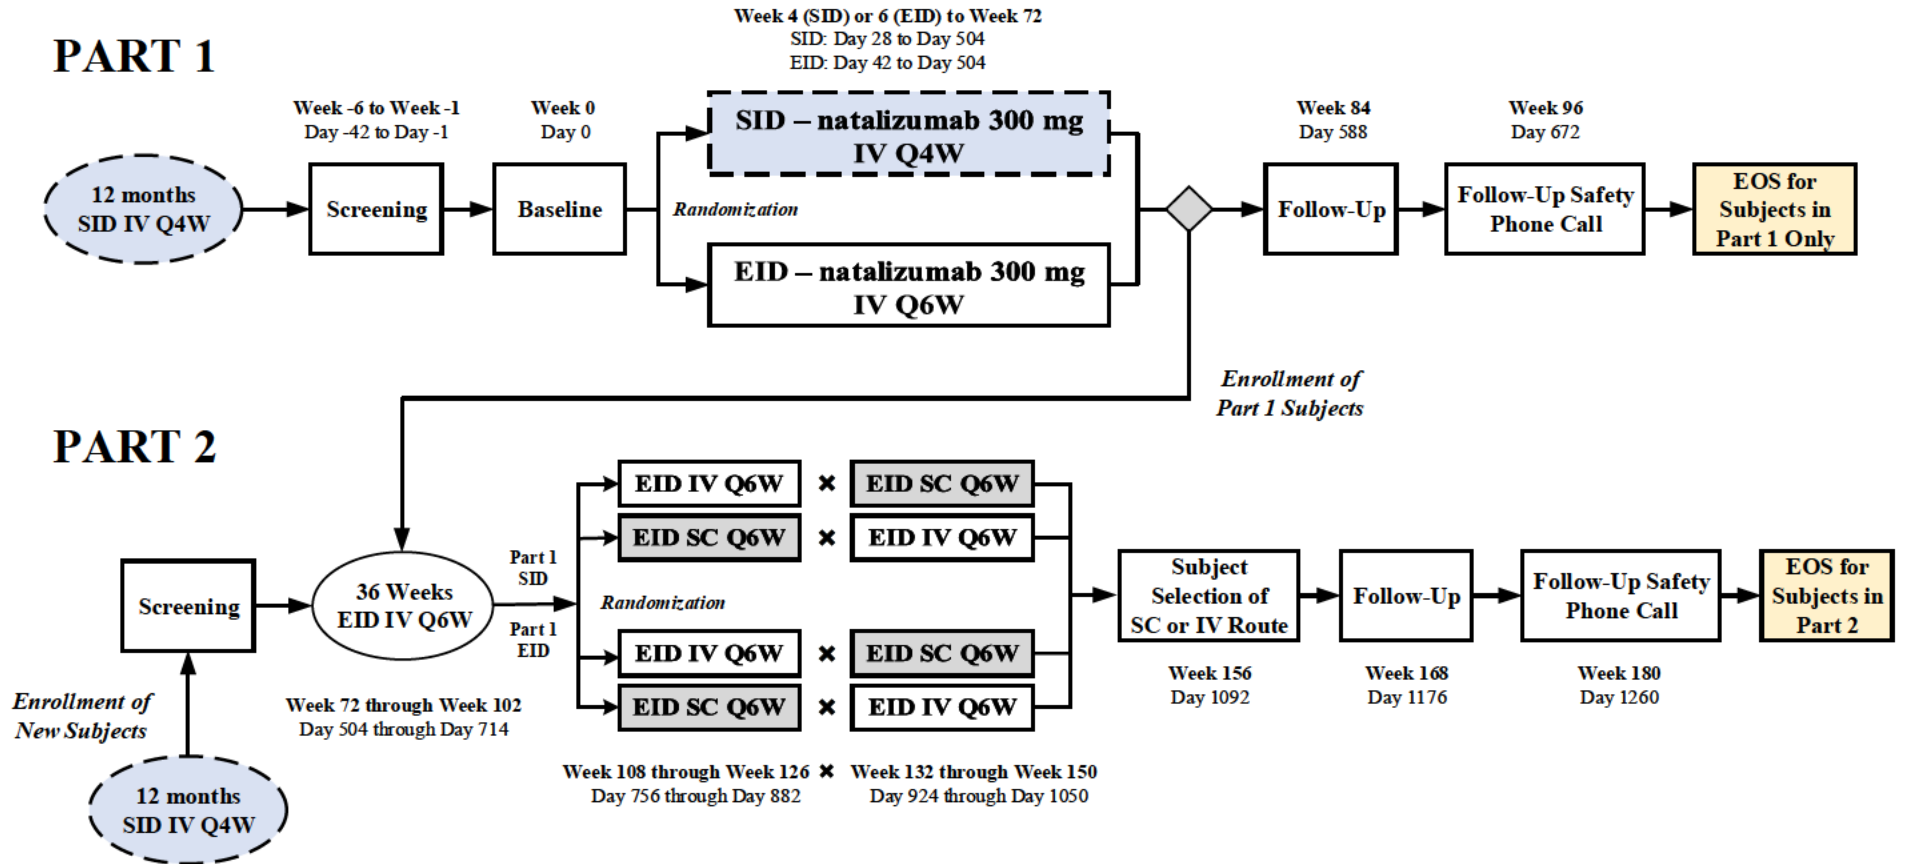 PART 1
Week 4 (SID) or 6 (EID) to Week 72
SID: Day 28 to Day 504
EID: Day 42 to Day 504
12 months
SID IV Q4W
Week -6 to Week -1
Day -42 to Day -1
Screening
Week 0
Day 0
Baseline
Randomization
SID – natalizumab 300 mg
IV Q4W
EID – natalizumab 300 mg
IV Q6W
Week 84
Day 588
Follow-Up
Week 96
Day 672
Follow-Up Safety
Phone Call
EOS for
Subjects in
Part 1 Only
Enrollment of
Part 1 Subjects
PART 2
Enrollment of
New Subjects
12 months
SID IV Q4W
Screening
36 Weeks
EID IV Q6W
Week 72 through Week 102
Day 504 through Day 714
Part 1
SID
Part 1
EID
Randomization
EID IV Q6W × EID SC Q6W
EID SC Q6W × EID IV Q6W
EID IV Q6W × EID SC Q6W
EID SC Q6W × EID IV Q6W
Week 108 through Week 126 × Week 132 through Week 150
Day 756 through Day 882 Day 924 through Day 1050
Subject
Selection of
SC or IV Route
Week 156
Day 1092
Follow-Up
Week 168
Day 1176
Follow-Up Safety
Phone Call
Week 180
Day 1260
EOS for
Subjects in
Part 2